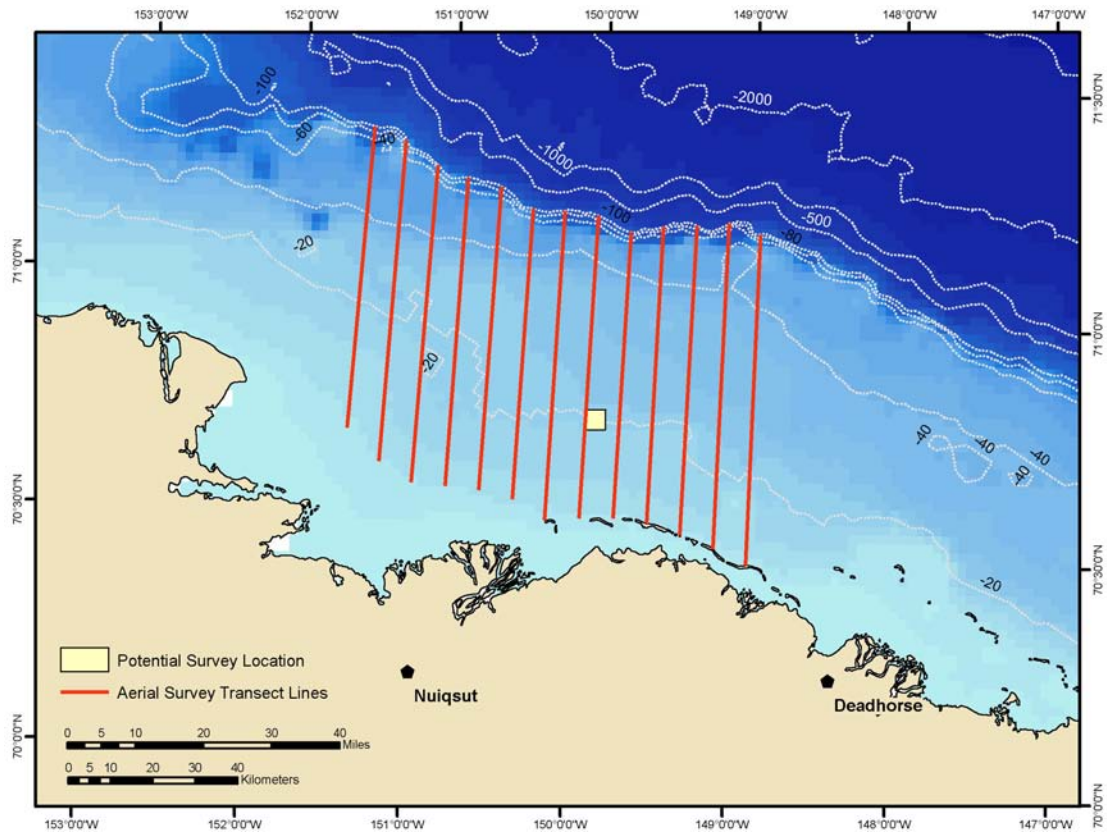 153°0'0"W 152°0'0"W 151°0'0"W 150°0'0"W 149°0'0"W 148°0'0"W 147°0'0"W
71°30'0"N
-100
-2000
-60
-40
-1000
-100
-500
-20
-80
71°0'0"N
71°0'0"N
-20
-40
-40
-40
-40
70°30'0"N
70°30'0"N
-20
Potential Survey Location
Aerial Survey Transect Lines
Nuiqsut
Deadhorse
0 5 10 20 30 40
Miles
0 5 10 20 30 40
Kilometers
70°0'0"N
70°0'0"N
153°0'0"W 152°0'0"W 151°0'0"W 150°0'0"W 149°0'0"W 148°0'0"W 147°0'0"W